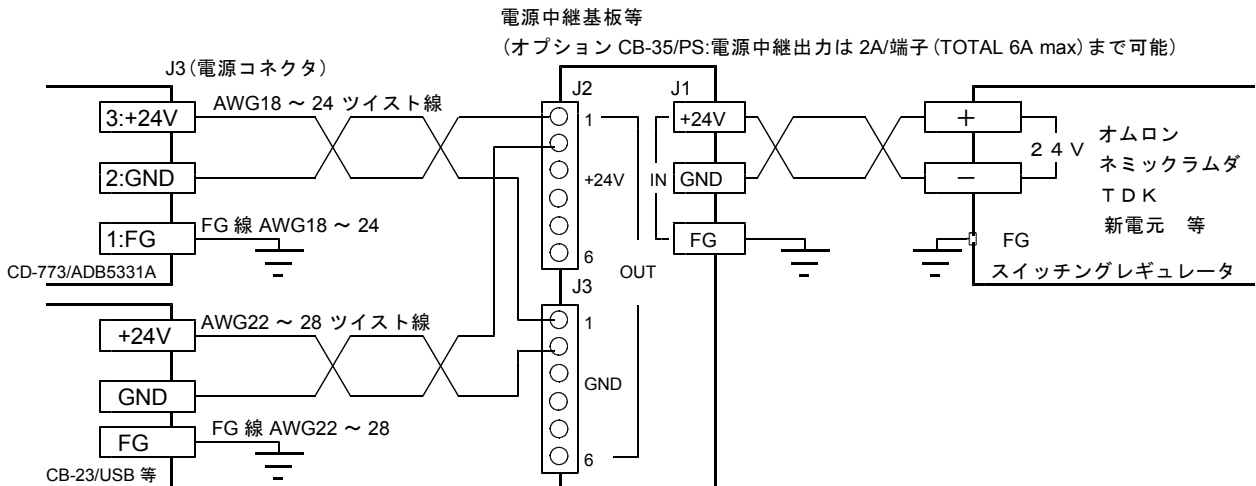 電源中継基板等
(オプション CB-35/PS:電源中継出力は 2A/端子(TOTAL 6A max)まで可能)
J3(電源コネクタ)
AWG18 ～ 24 ツイスト線
3:+24V
2:GND
1:FG
FG 線 AWG18 ～ 24
CD-773/ADB5331A
+24V
AWG22 ～ 28 ツイスト線
GND
FG
FG 線 AWG22 ～ 28
CB-23/USB 等
J2
1
+24V
6
J3
1
GND
6
OUT
J1
+24V
IN
GND
FG
＋
－
２４Ｖ
オムロン
ネミックラムダ
ＴＤＫ
新電元 等
FG
スイッチングレギュレータ